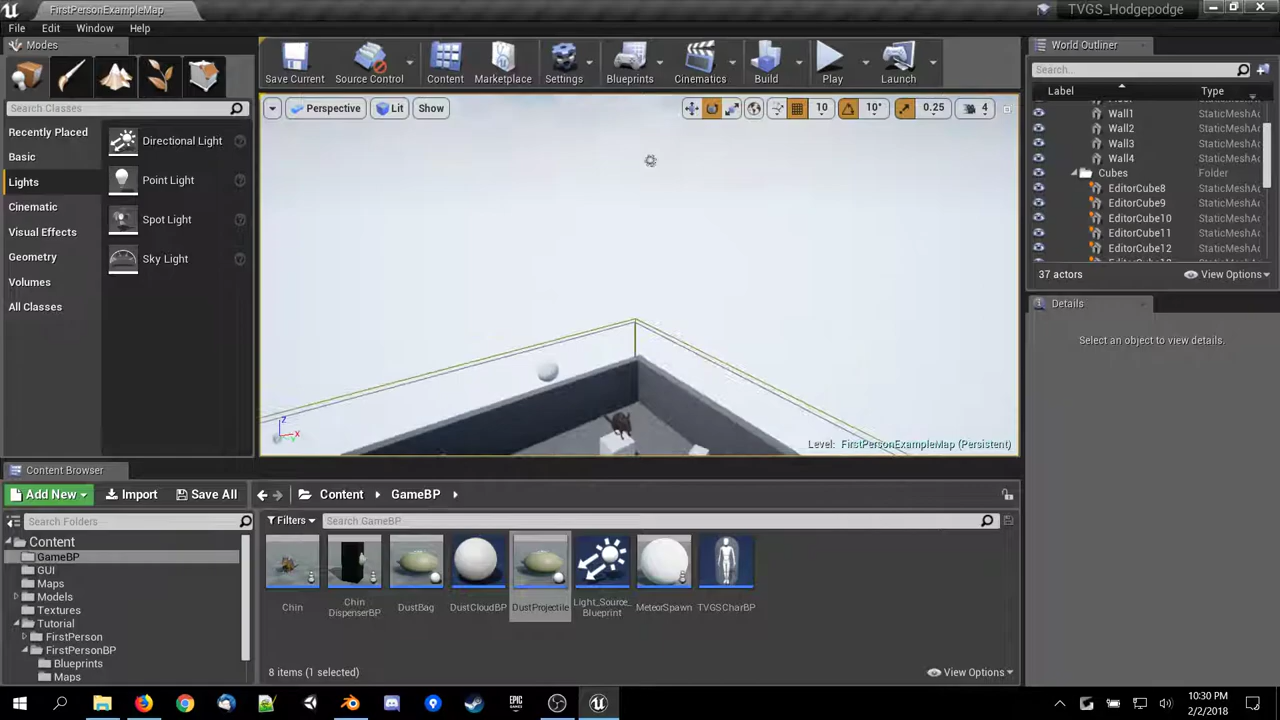 FirstPersonExampleMap
TVGS_Hodgepodge
File Edit Window Help
Modes
Search Classes
Recently Placed
Basic
Lights
Cinematic
Visual Effects
Geometry
Volumes
All Classes
Directional Light
Point Light
Spot Light
Sky Light
Save Current
Source Control
Content
Marketplace
Settings
Blueprints
Cinematics
Build
Play
Launch
Perspective Lit Show
10 10° 0.25 4
Level: FirstPersonExampleMap (Persistent)
World Outliner
Search...
Label Type
Wall1 StaticMeshAc
Wall2 StaticMeshAc
Wall3 StaticMeshAc
Wall4 StaticMeshAc
Cubes Folder
EditorCube8 StaticMeshAc
EditorCube9 StaticMeshAc
EditorCube10 StaticMeshAc
EditorCube11 StaticMeshAc
EditorCube12 StaticMeshAc
37 actors View Options
Details
Select an object to view details.
Content Browser
Add New Import Save All
Content GameBP
Search Folders
Content
GameBP
GUI
Maps
Models
Textures
Tutorial
FirstPerson
FirstPersonBP
Blueprints
Maps
Filters
Search GameBP
Chin
Chin
DispenserBP
DustBag
DustCloudBP
DustProjectile
Light_Source_
Blueprint
MeteorSpawn
TVGSCharBP
8 items (1 selected)
View Options
EPIC
GAMES
10:30 PM
2/2/2018